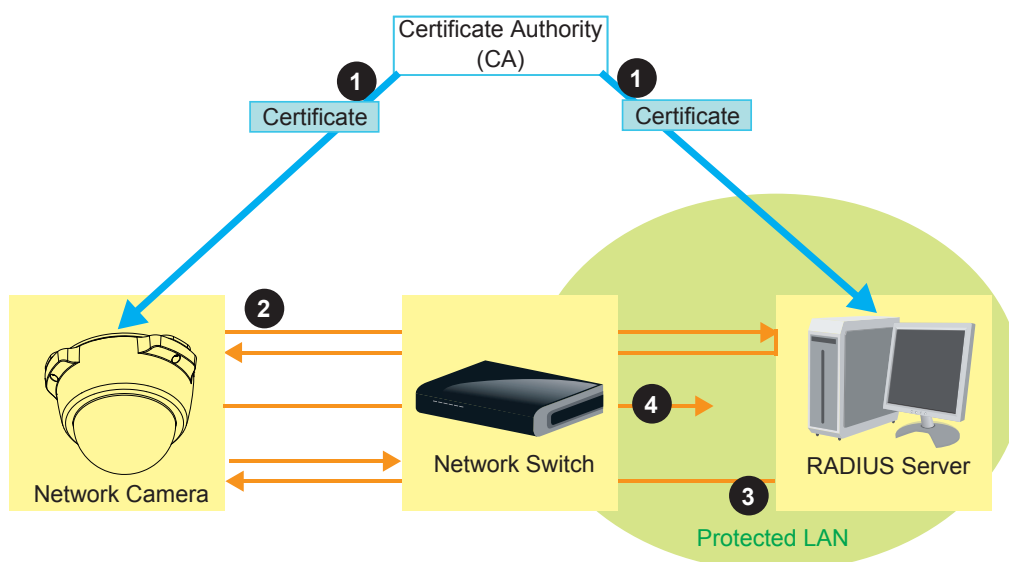 Certificate Authority
(CA)
1
1
Certificate
Certificate
2
4
Network Switch
RADIUS Server
Network Camera
3
Protected LAN